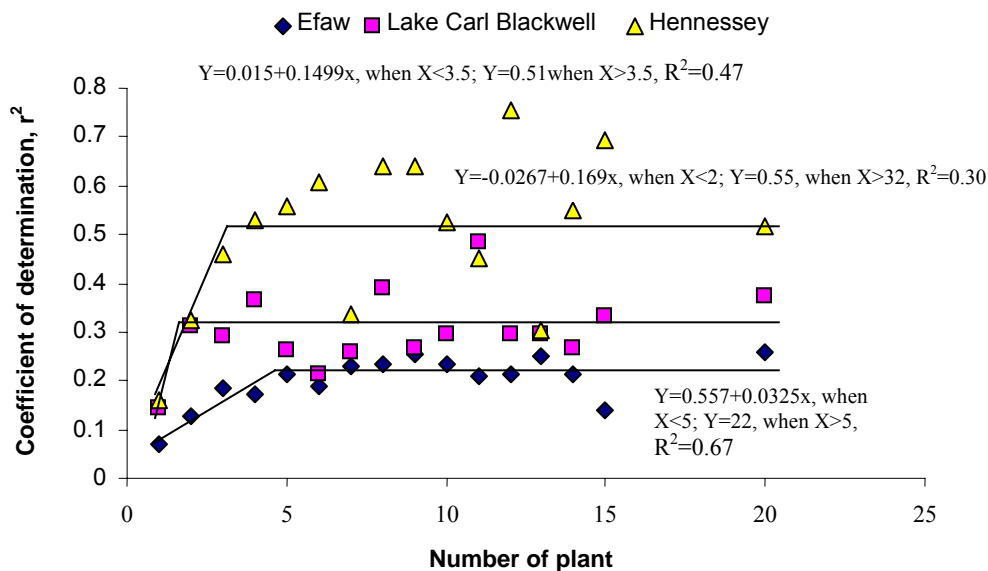 Efaw Lake Carl Blackwell Hennessey
Y=0.015+0.1499x, when X<3.5; Y=0.51when X>3.5, R²=0.47
0.8
0.7
0.6
0.5
0.4
0.3
0.2
0.1
0
Coefficient of determination, r²
Y=-0.0267+0.169x, when X<2; Y=0.55, when X>32, R²=0.30
Y=0.557+0.0325x, when
X<5; Y=22, when X>5,
R²=0.67
0 5 10 15 20 25
Number of plant